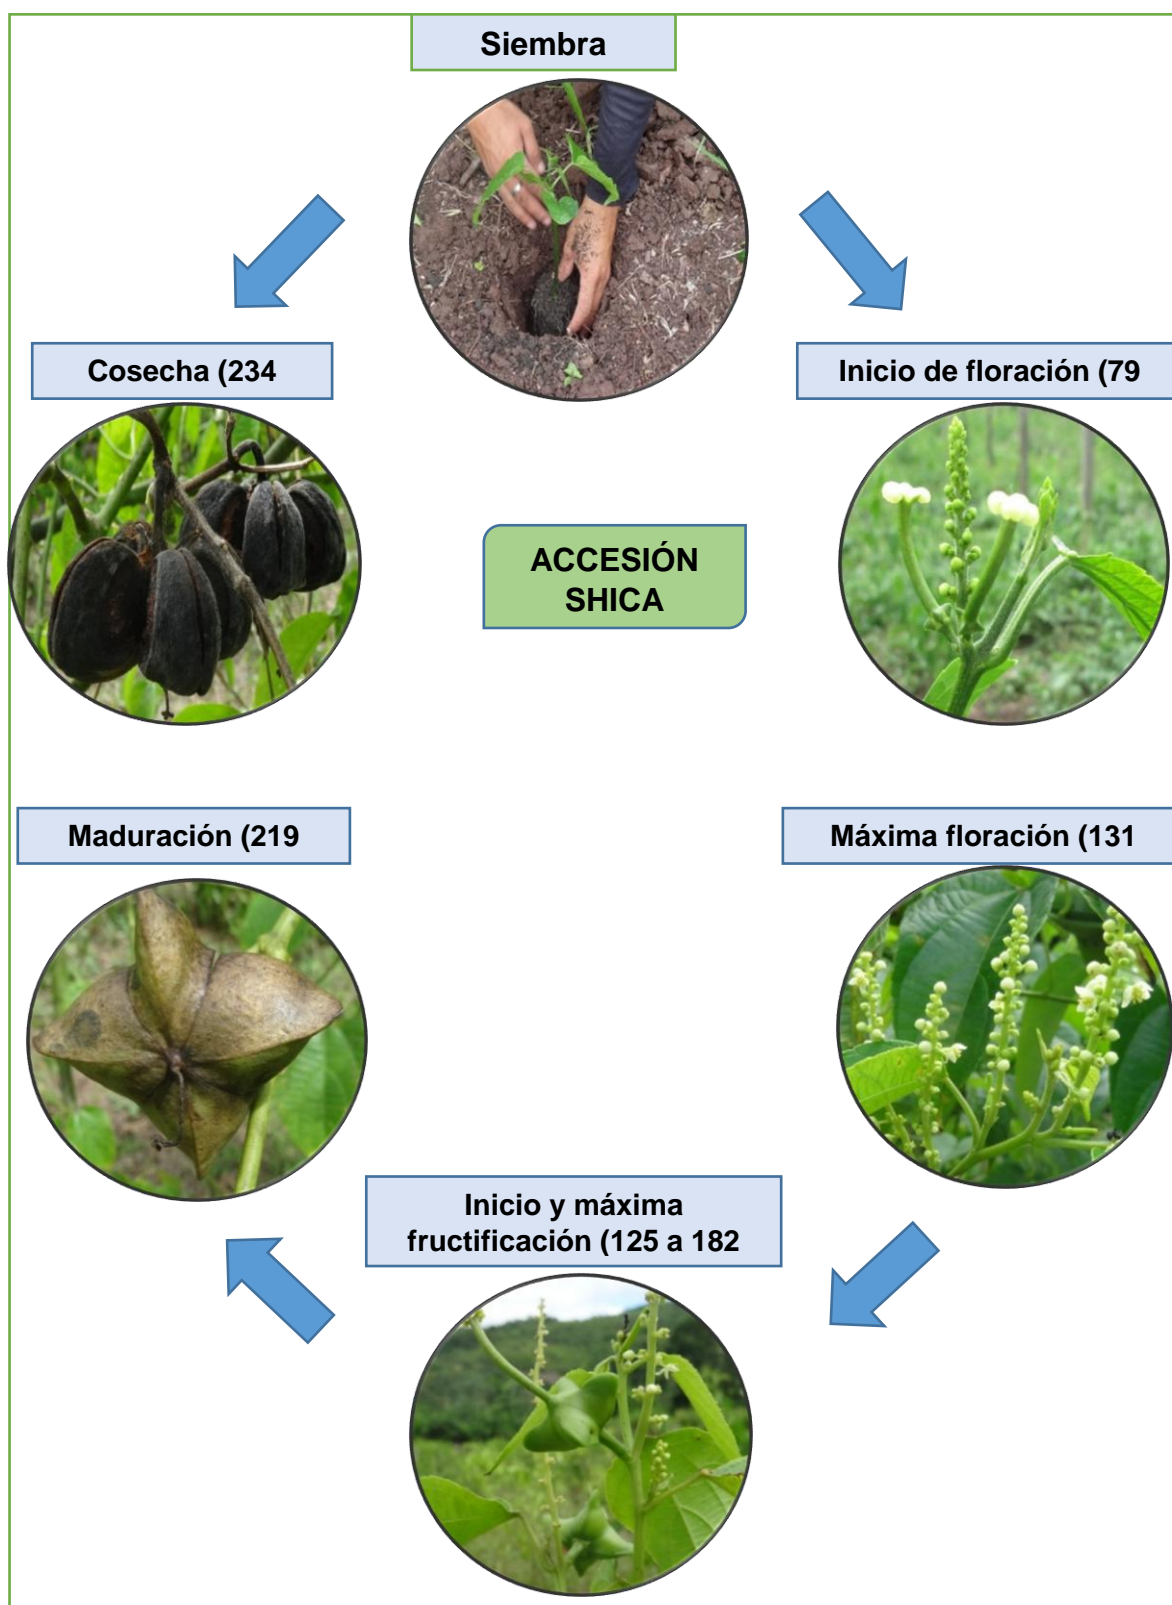 Siembra
Cosecha (234
Inicio de floración (79
ACCESIÓN
SHICA
Maduración (219
Máxima floración (131
Inicio y máxima
fructificación (125 a 182